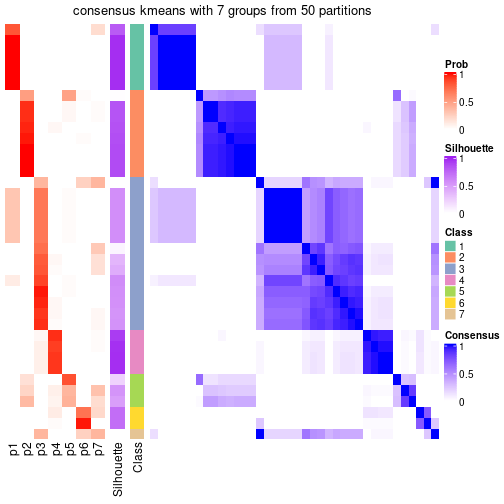 consensus kmeans with 7 groups from 50 partitions
Prob
1
0.5
0
Silhouette
1
0.5
0
Class
1
2
3
4
5
6
7
Consensus
1
0.5
0
p1
p2
p3
p4
p5
p6
p7
Silhouette
Class